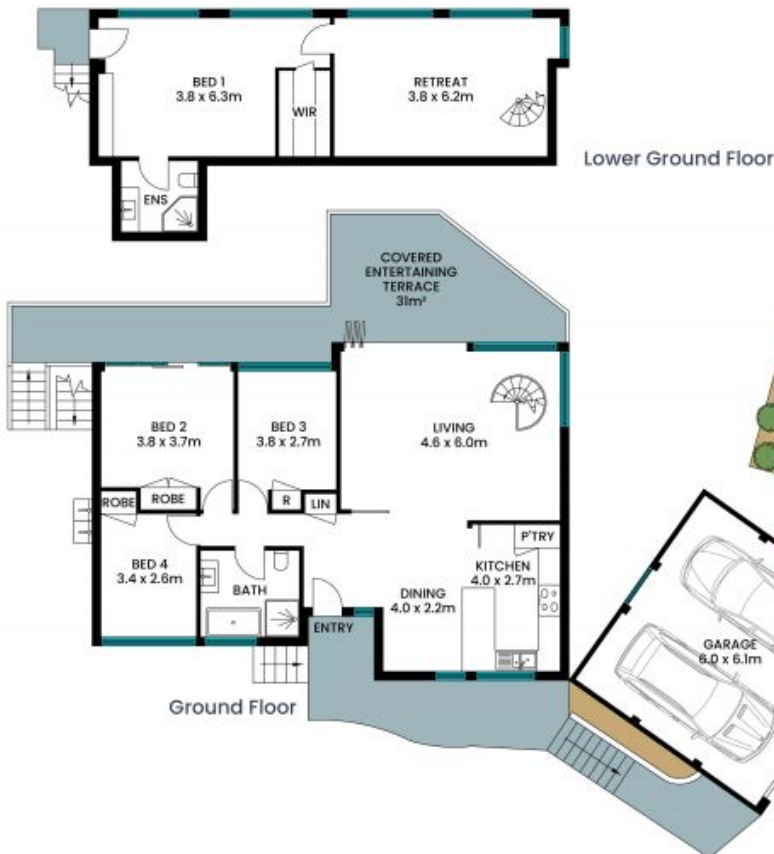 BED 1
3.8 x 6.3m
WIR
RETREAT
3.8 x 6.2m
ENS
Lower Ground Floor
COVERED
ENTERTAINING
TERRACE
31m²
BED 2
3.8 x 3.7m
BED 3
3.8 x 2.7m
LIVING
4.6 x 6.0m
ROBE
ROBE
R
LIN
BED 4
3.4 x 2.6m
BATH
P'TRY
KITCHEN
4.0 x 2.7m
DINING
4.0 x 2.2m
ENTRY
GARAGE
6.0 x 6.1m
Ground Floor